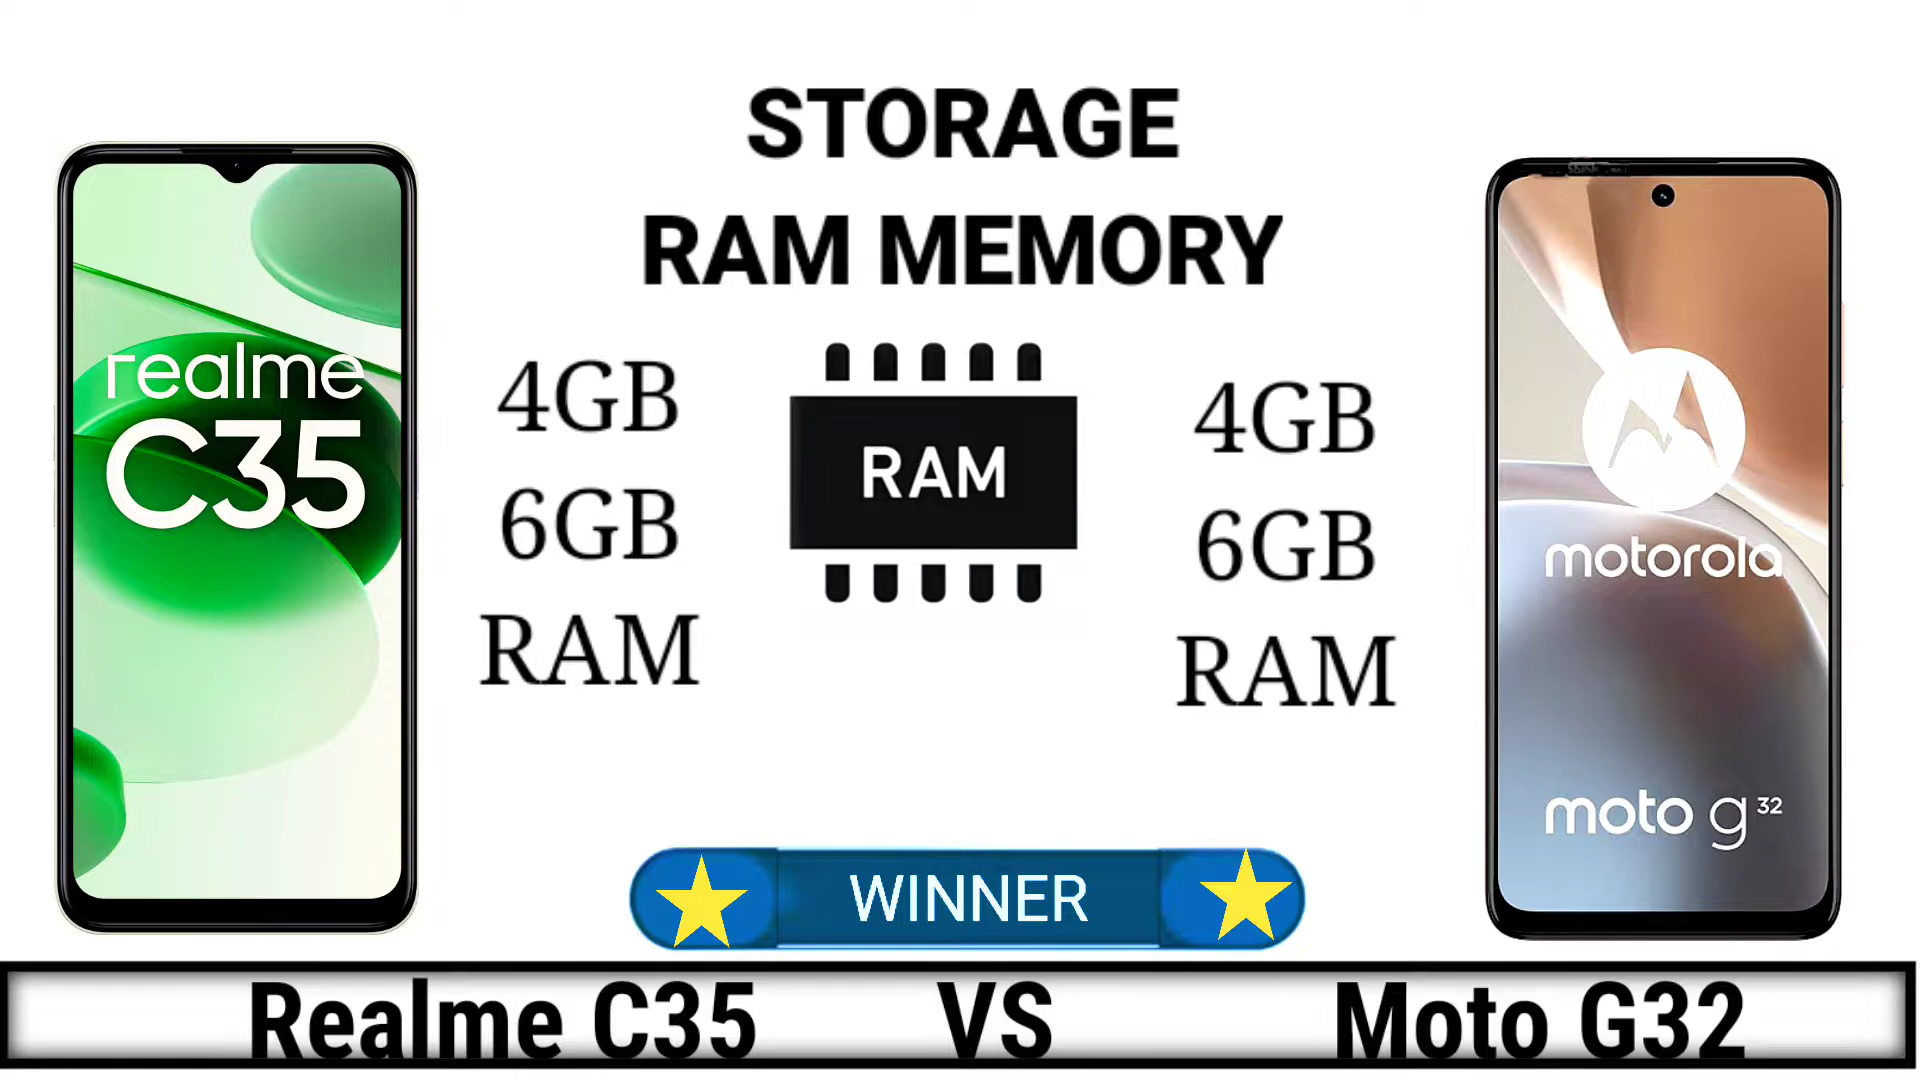 STORAGE
RAM MEMORY
realme
C35
4GB
6GB
RAM
RAM
4GB
6GB
RAM
motorola
moto g 32
WINNER
Realme C35 VS Moto G32